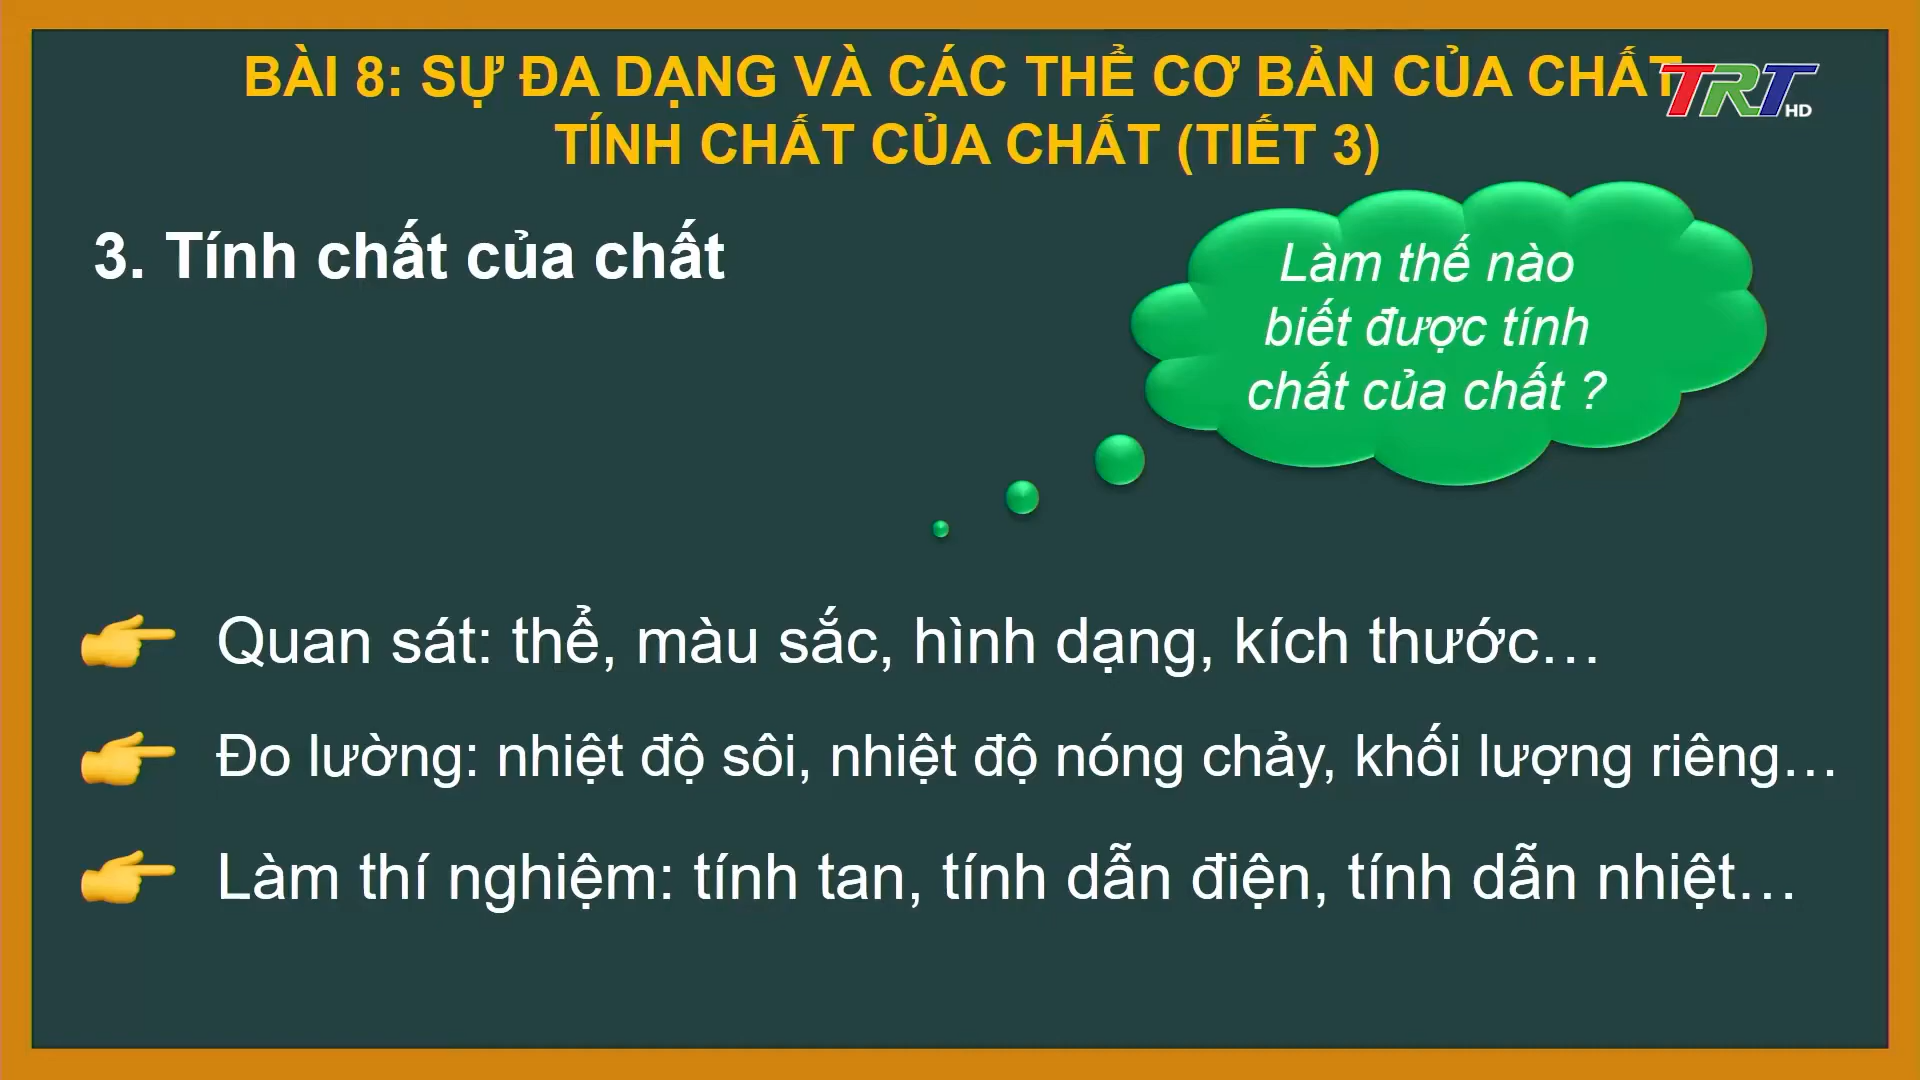 BÀI 8: SỰ ĐA DẠNG VÀ CÁC THỂ CƠ BẢN CỦA CHẤT
TRT HD
TÍNH CHẤT CỦA CHẤT (TIẾT 3)
3. Tính chất của chất
Làm thế nào
biết được tính
chất của chất ?
Quan sát: thể, màu sắc, hình dạng, kích thước…
Đo lường: nhiệt độ sôi, nhiệt độ nóng chảy, khối lượng riêng…
Làm thí nghiệm: tính tan, tính dẫn điện, tính dẫn nhiệt…